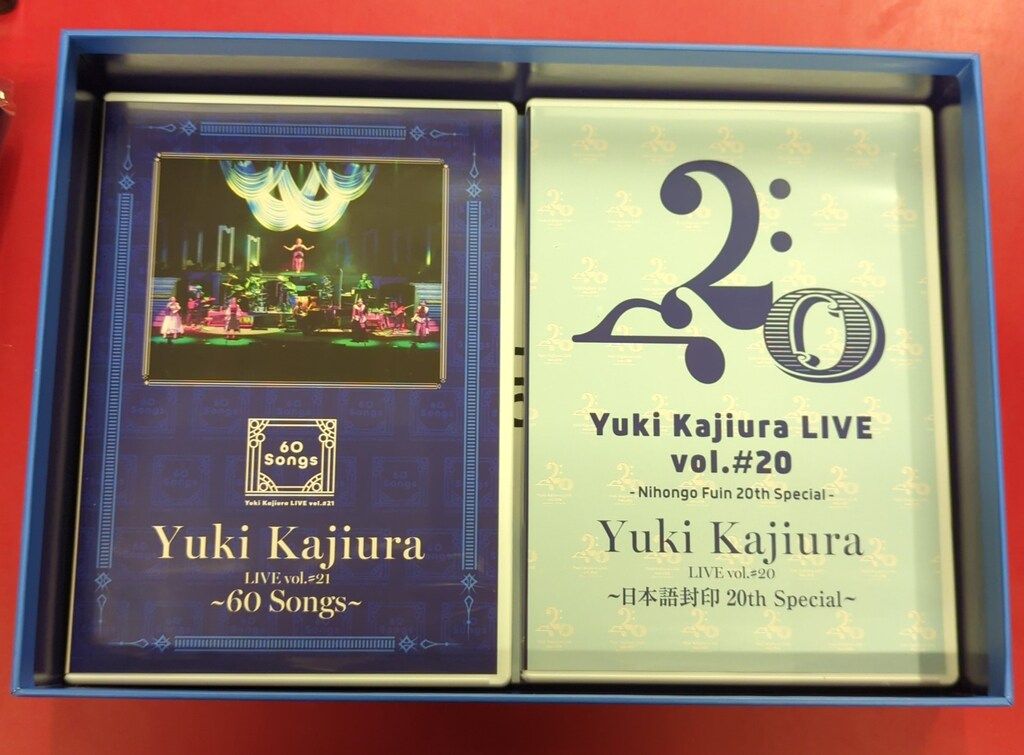 60
Songs
Yuki Kajiura LIVE vol.#21
Yuki Kajiura
LIVE vol.#21
~60 Songs~
20
Yuki Kajiura LIVE
vol.#20
- Nihongo Fuin 20th Special -
Yuki Kajiura
LIVE vol.#20
~日本語封印 20th Special~